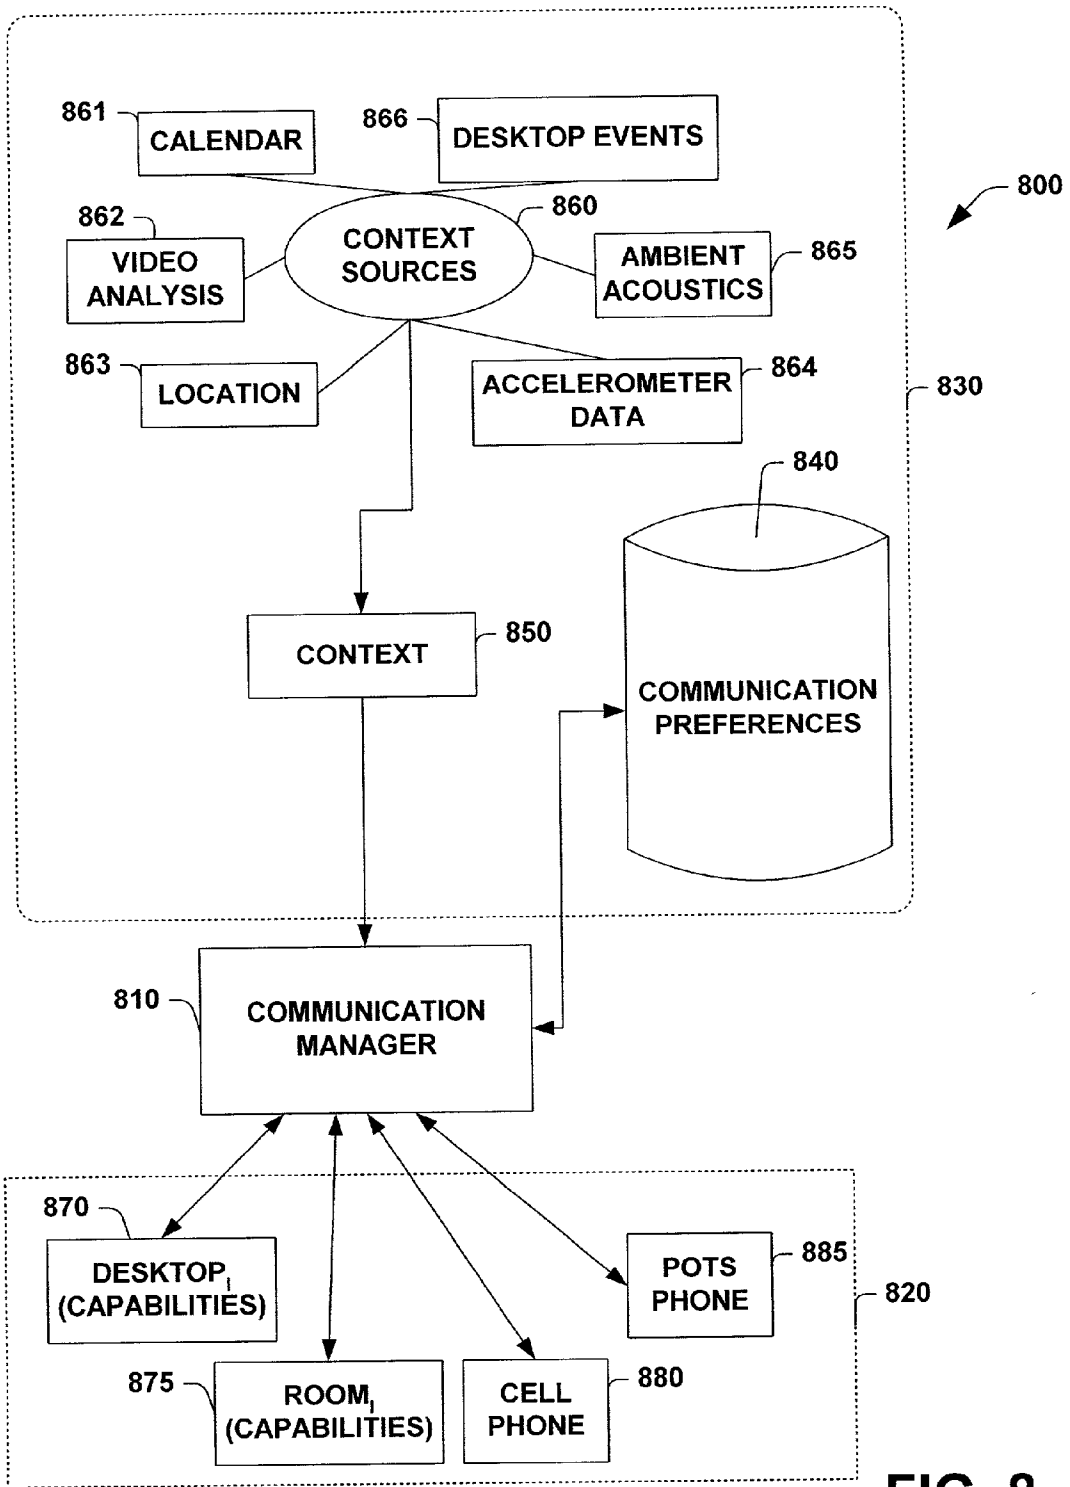 861
CALENDAR
866
DESKTOP EVENTS
800
862
VIDEO
ANALYSIS
860
CONTEXT
SOURCES
AMBIENT
ACOUSTICS
865
863
LOCATION
ACCELEROMETER
DATA
864
830
840
CONTEXT
850
COMMUNICATION
PREFERENCES
810
COMMUNICATION
MANAGER
870
DESKTOPI
(CAPABILITIES)
POTS
PHONE
885
820
875
ROOMI
(CAPABILITIES)
CELL
PHONE
880
FIG. 8